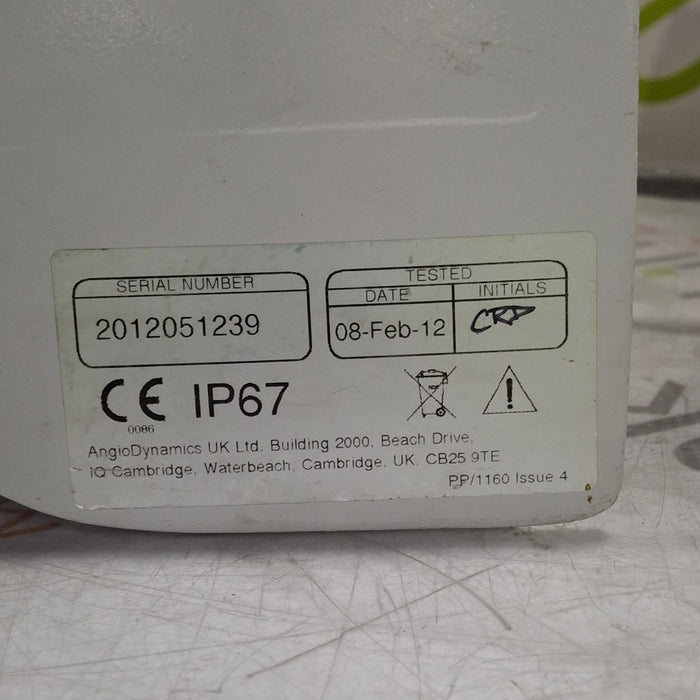 SERIAL NUMBER
2012051239
TESTED
DATE INITIALS
08-Feb-12 CRP
CE IP67
0086
AngioDynamics UK Ltd, Building 2000, Beach Drive,
IQ Cambridge, Waterbeach, Cambridge, UK, CB25 9TE
PP/1160 Issue 4